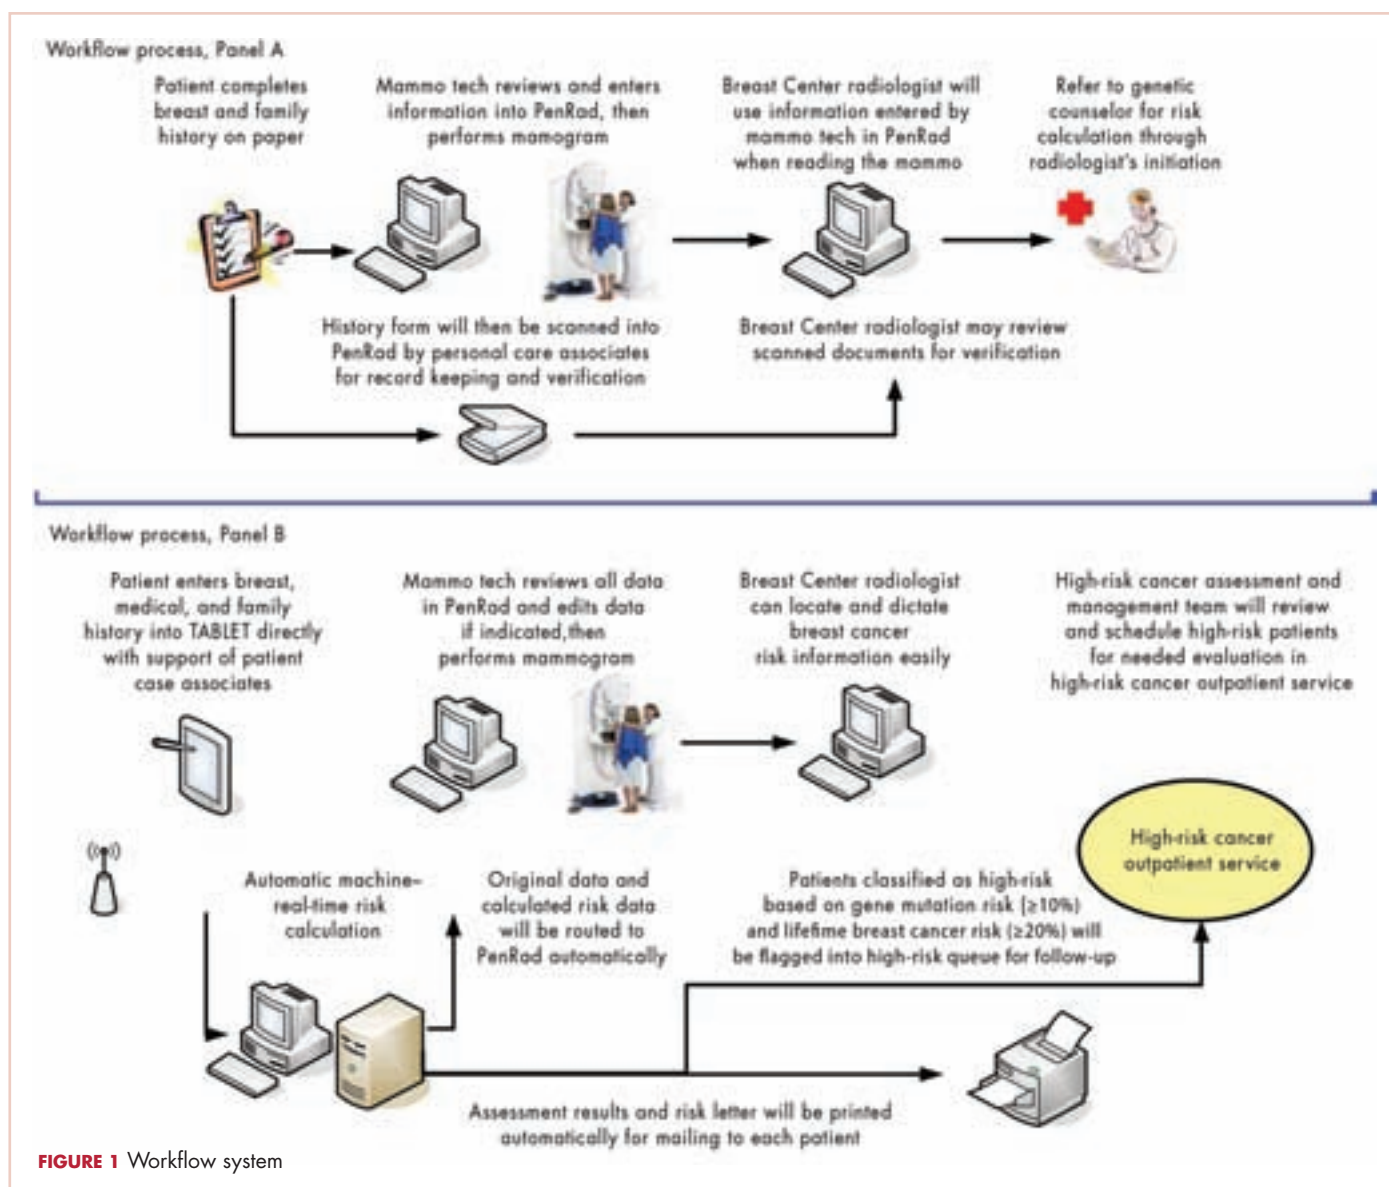 Workflow process, Panel A
Patient completes
breast and family
history on paper
Mammo tech reviews and enters
information into PenRad, then
performs mamogram
Breast Center radiologist will
use information entered by
mammo tech in PenRad
when reading the mammo
Refer to genetic
counselor for risk
calculation through
radiologist's initiation
History form will then be scanned into
PenRad by personal care associates
for record keeping and verification
Breast Center radiologist may review
scanned documents for verification
Workflow process, Panel B
Patient enters breast,
medical, and family
history into TABLET directly
with support of patient
case associates
Mammo tech reviews all data
in PenRad and edits data
if indicated,then
performs mammogram
Breast Center radiologist
can locate and dictate
breast cancer
risk information easily
High-risk cancer assessment and
management team will review
and schedule high-risk patients
for needed evaluation in
high-risk cancer outpatient service
High-risk cancer
outpatient service
Automatic machine–
real-time risk
calculation
Original data and
calculated risk data
will be routed to
PenRad automatically
Patients classified as high-risk
based on gene mutation risk (≥10%)
and lifetime breast cancer risk (≥20%) will
be flagged into high-risk queue for follow-up
Assessment results and risk letter will be printed
automatically for mailing to each patient
FIGURE 1 Workflow system